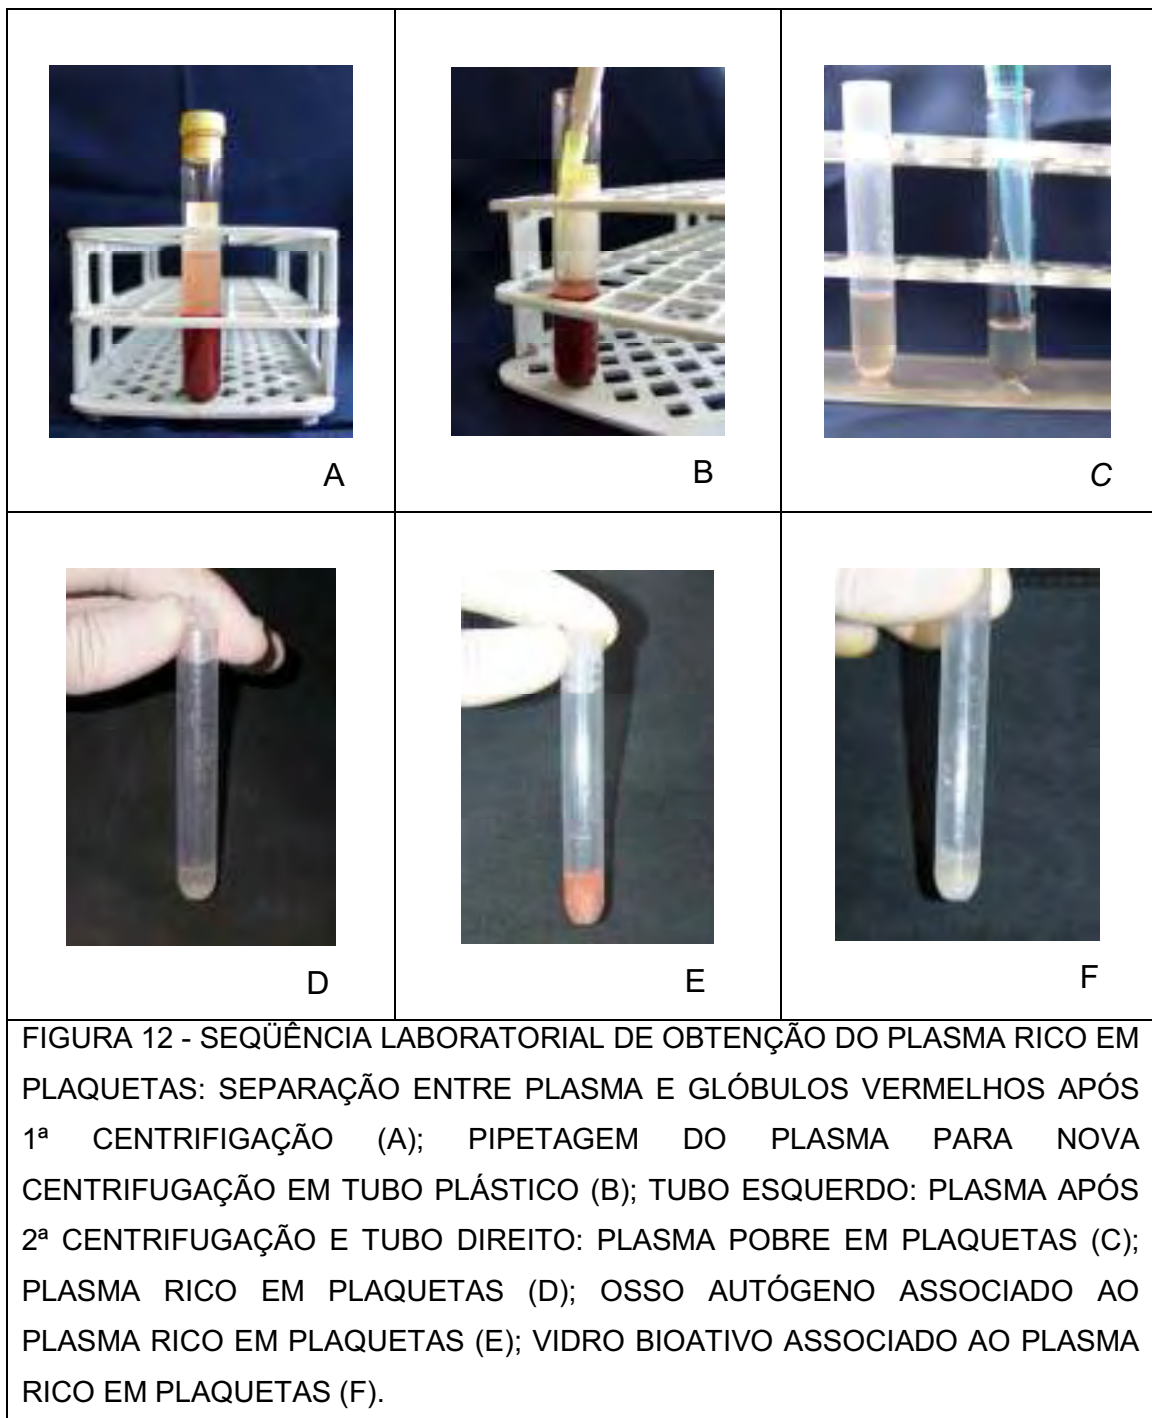 A
B
C
D
E
F
FIGURA 12 - SEQÜÊNCIA LABORATORIAL DE OBTENÇÃO DO PLASMA RICO EM
PLAQUETAS: SEPARAÇÃO ENTRE PLASMA E GLÓBULOS VERMELHOS APÓS
1ª CENTRIFIGAÇÃO (A); PIPETAGEM DO PLASMA PARA NOVA
CENTRIFUGAÇÃO EM TUBO PLÁSTICO (B); TUBO ESQUERDO: PLASMA APÓS
2ª CENTRIFUGAÇÃO E TUBO DIREITO: PLASMA POBRE EM PLAQUETAS (C);
PLASMA RICO EM PLAQUETAS (D); OSSO AUTÓGENO ASSOCIADO AO
PLASMA RICO EM PLAQUETAS (E); VIDRO BIOATIVO ASSOCIADO AO PLASMA
RICO EM PLAQUETAS (F).